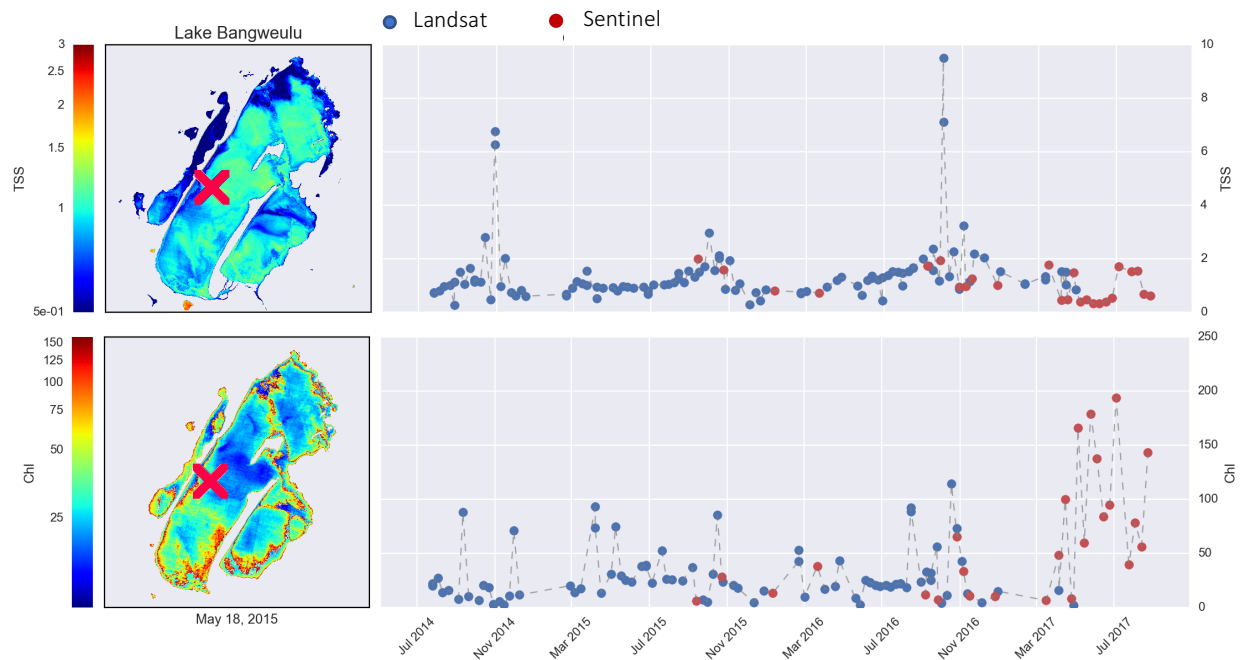 Landsat
Sentinel
Lake Bangweulu
3
2.5
2
1.5
1
5e-01
TSS
10
8
6
4
2
0
TSS
150
125
100
75
50
25
Chl
May 18, 2015
250
200
150
100
50
0
Chl
Jul 2014
Nov 2014
Mar 2015
Jul 2015
Nov 2015
Mar 2016
Jul 2016
Nov 2016
Mar 2017
Jul 2017